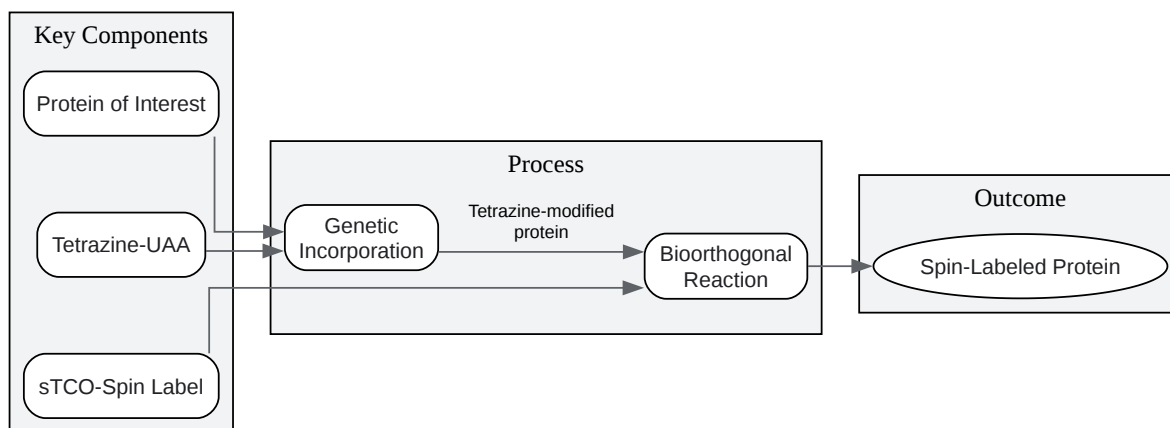 Key Components
Protein of Interest
Tetrazine-UAA
sTCO-Spin Label
Process
Genetic
Incorporation
Tetrazine-modified
protein
Bioorthogonal
Reaction
Outcome
Spin-Labeled Protein